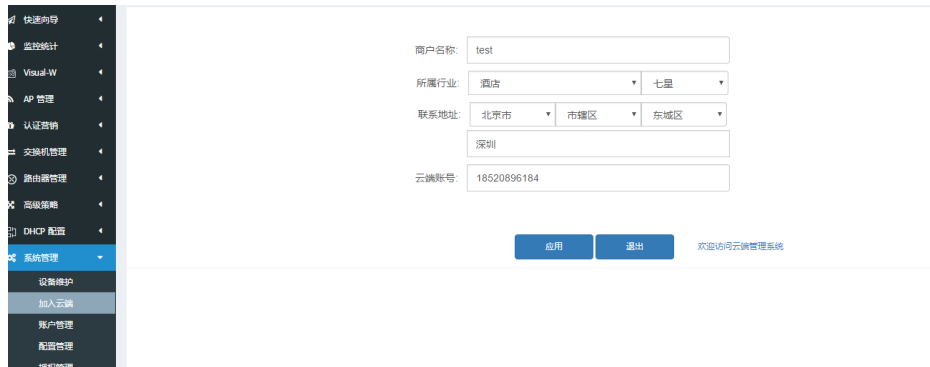 快速向导
监控统计
Visual-W
AP 管理
认证营销
交换机管理
路由器管理
高级策略
DHCP 配置
系统管理
设备维护
加入云端
账户管理
配置管理
授权管理
商户名称: test
所属行业: 酒店 七星
联系地址: 北京市 市辖区 东城区
深圳
云端账号: 18520896184
应用 退出 欢迎访问云端管理系统